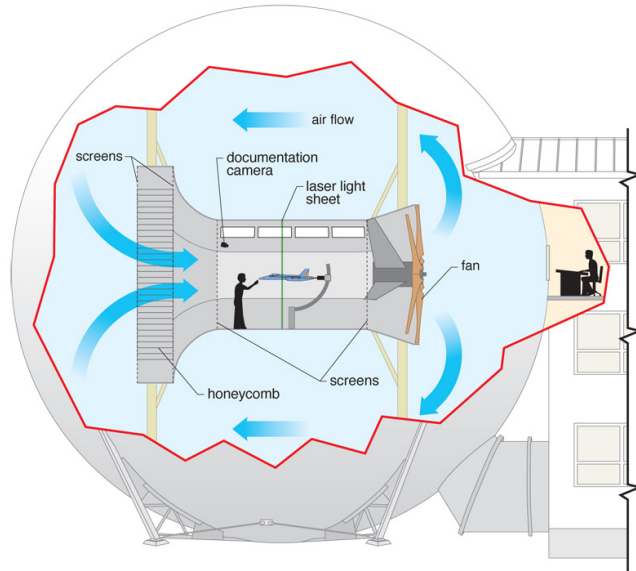 air flow
screens
documentation
camera
laser light
sheet
fan
honeycomb
screens